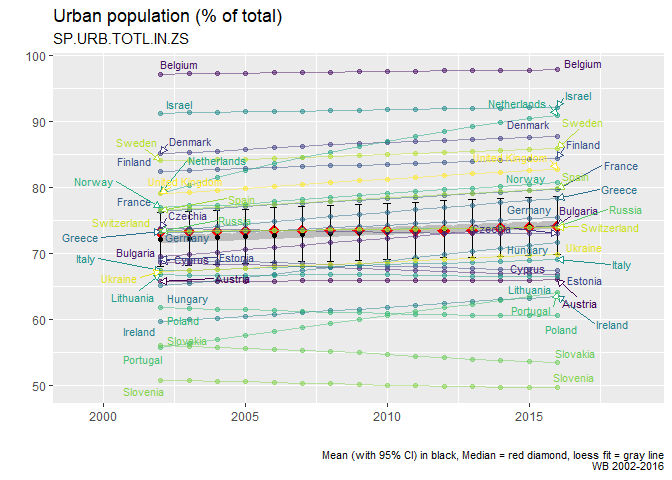 Urban population (% of total)
SP.URB.TOTL.IN.ZS
100
90
80
70
60
50
Belgium
Belgium
Israel
Israel
Netherlands
Sweden
Denmark
Denmark
Sweden
Finland
Netherlands
United Kingdom
Finland
Norway
United Kingdom
Norway
Spain
France
France
Spain
Greece
Czechia
Germany
Bulgaria
Switzerland
Russia
Russia
Greece
Germany
Czechia
Switzerland
Italy
Bulgaria
Cyprus
Estonia
Hungary
Ukraine
Ukraine
Austria
Cyprus
Italy
Lithuania
Hungary
Lithuania
Estonia
Ireland
Poland
Portugal
Austria
Portugal
Slovakia
Poland
Ireland
Slovenia
Slovakia
Slovenia
2000
2005
2010
2015
Mean (with 95% CI) in black, Median = red diamond, loess fit = gray line
WB 2002-2016